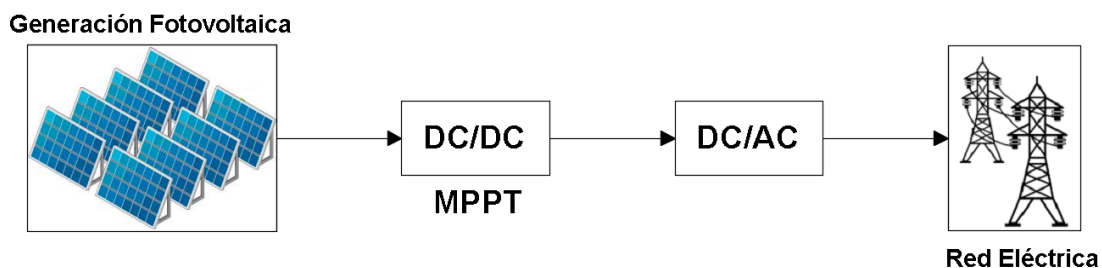 Generación Fotovoltaica
DC/DC
MPPT
DC/AC
Red Eléctrica